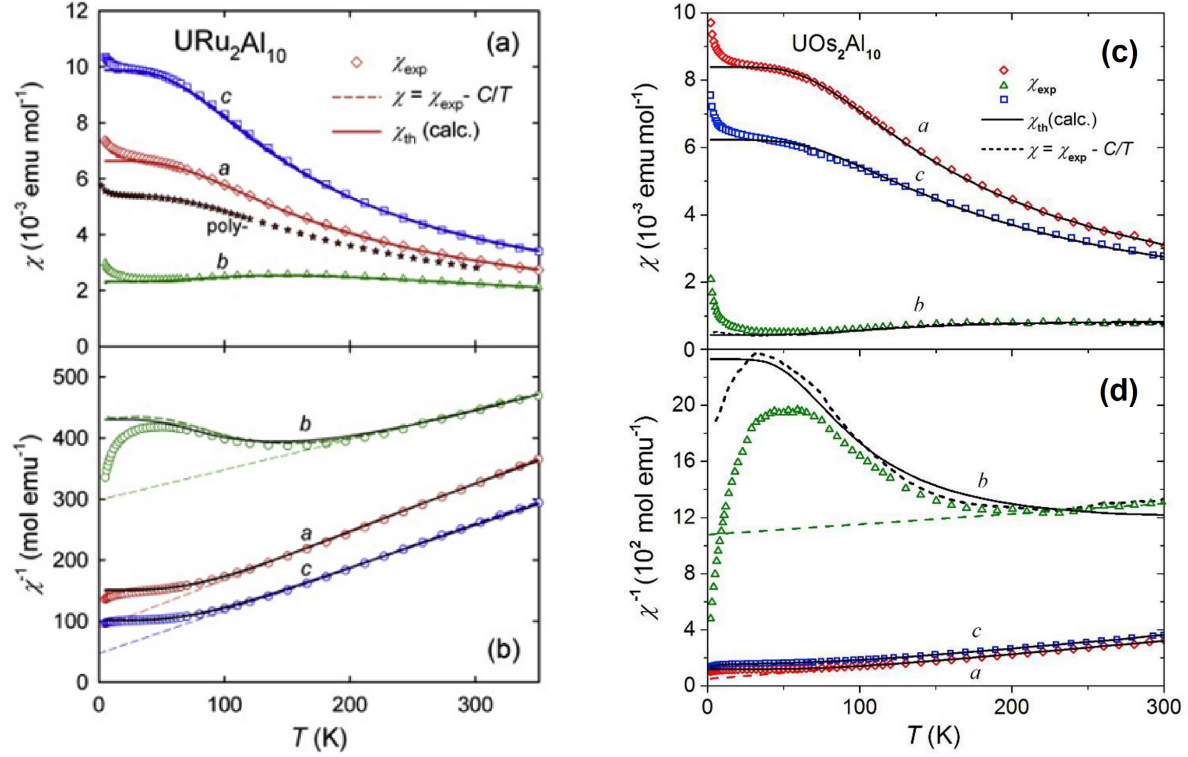 (a)
URu₂Al₁₀
χexp
χ = χexp - C/T
χth (calc.)
c
a
poly-
b
12
10
8
6
4
2
0
χ (10⁻³ emu mol⁻¹)
500
400
300
200
100
0
χ⁻¹ (mol emu⁻¹)
b
a
c
(b)
0 100 200 300
T (K)
(c)
UOs₂Al₁₀
χexp
χth(calc.)
χ = χexp - C/T
a
c
b
10
8
6
4
2
0
χ (10⁻³ emu mol⁻¹)
(d)
20
16
12
8
4
0
χ⁻¹ (10² mol emu⁻¹)
b
c
a
0 50 100 150 200 250 300
T (K)